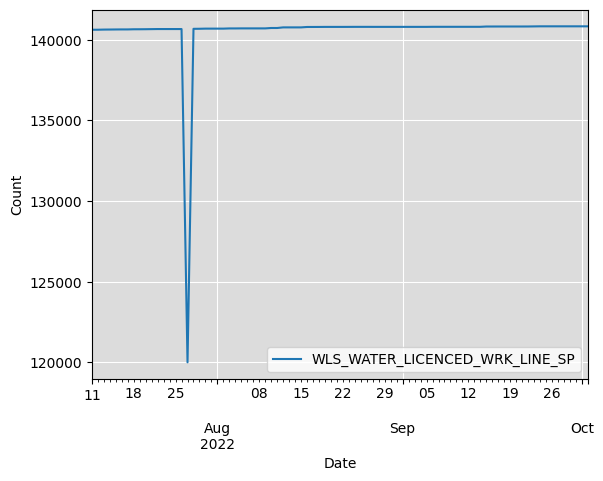 140000
135000
130000
125000
120000
Count
WLS_WATER_LICENCED_WRK_LINE_SP
11 18 25 08 15 22 29 05 12 19 26
Aug Sep Oct
2022
Date